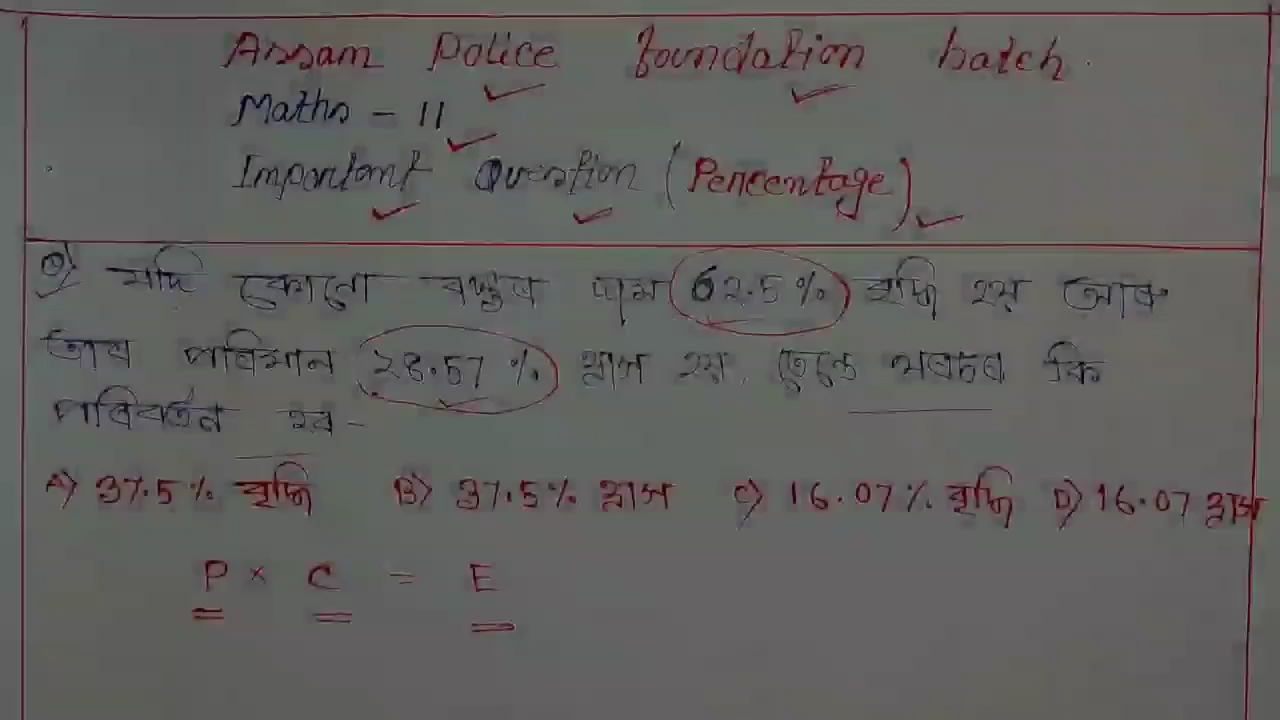 Assam Police foundation batch.
Maths - 11
Important Question (Percentage)
Q) যদি কোনো বস্তুৰ দাম 62.5% বৃদ্ধি হয় আৰু
তাৰ পৰিমান 28.57% হ্ৰাস হয়, তেন্তে খৰচৰ কি
পৰিবৰ্তন হব-
A) 37.5% বৃদ্ধি B) 37.5% হ্ৰাস C) 16.07% বৃদ্ধি D) 16.07 হ্ৰাস
P × C = E